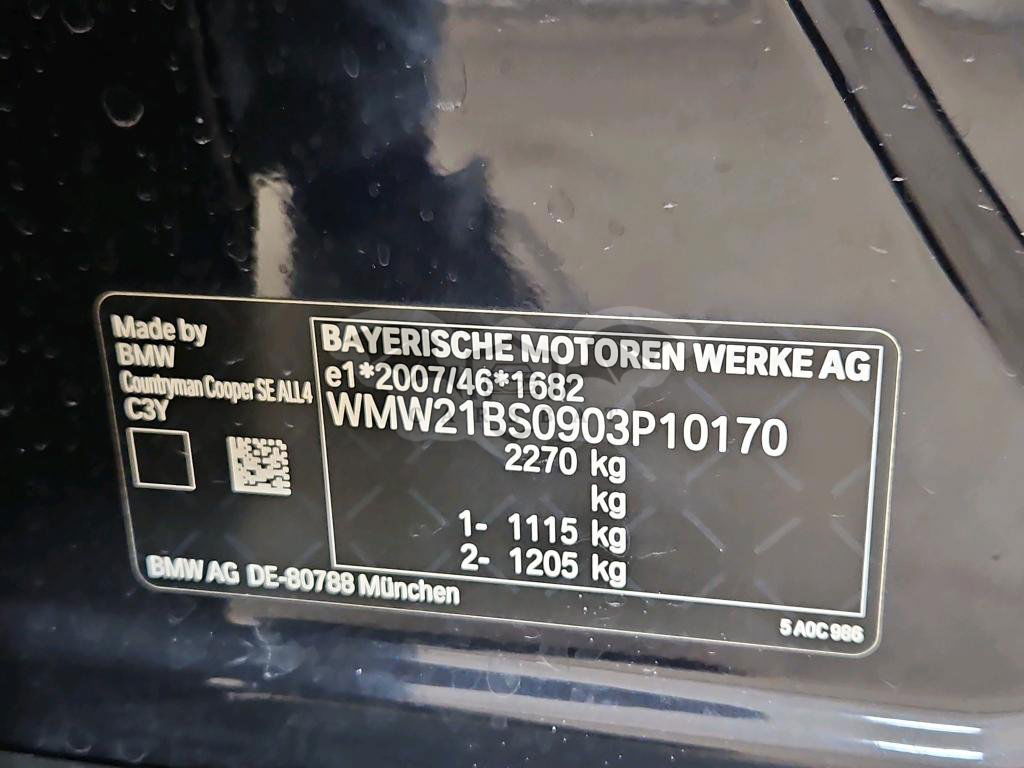 Made by
BMW
Countryman Cooper SE ALL4
C3Y
BAYERISCHE MOTOREN WERKE AG
e1*2007/46*1682
WMW21BS0903P10170
2270 kg
kg
1- 1115 kg
2- 1205 kg
BMW AG DE-80788 München
5 A0C 986